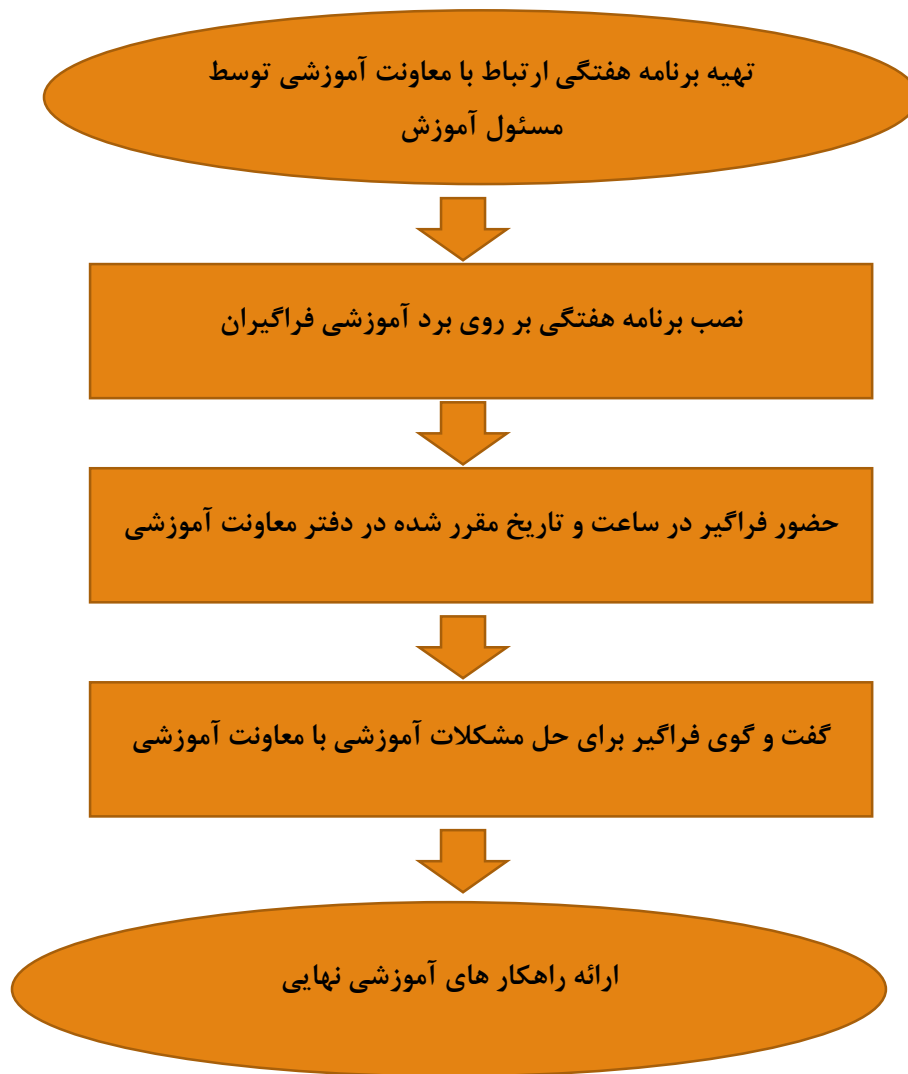 تهیه برنامه هفتگی ارتباط با معاونت آموزشی توسط
مسئول آموزش
نصب برنامه هفتگی بر روی برد آموزشی فراگیران
حضور فراگیر در ساعت و تاریخ مقرر شده در دفتر معاونت آموزشی
گفت و گوی فراگیر برای حل مشکلات آموزشی با معاونت آموزشی
ارائه راهکار های آموزشی نهایی